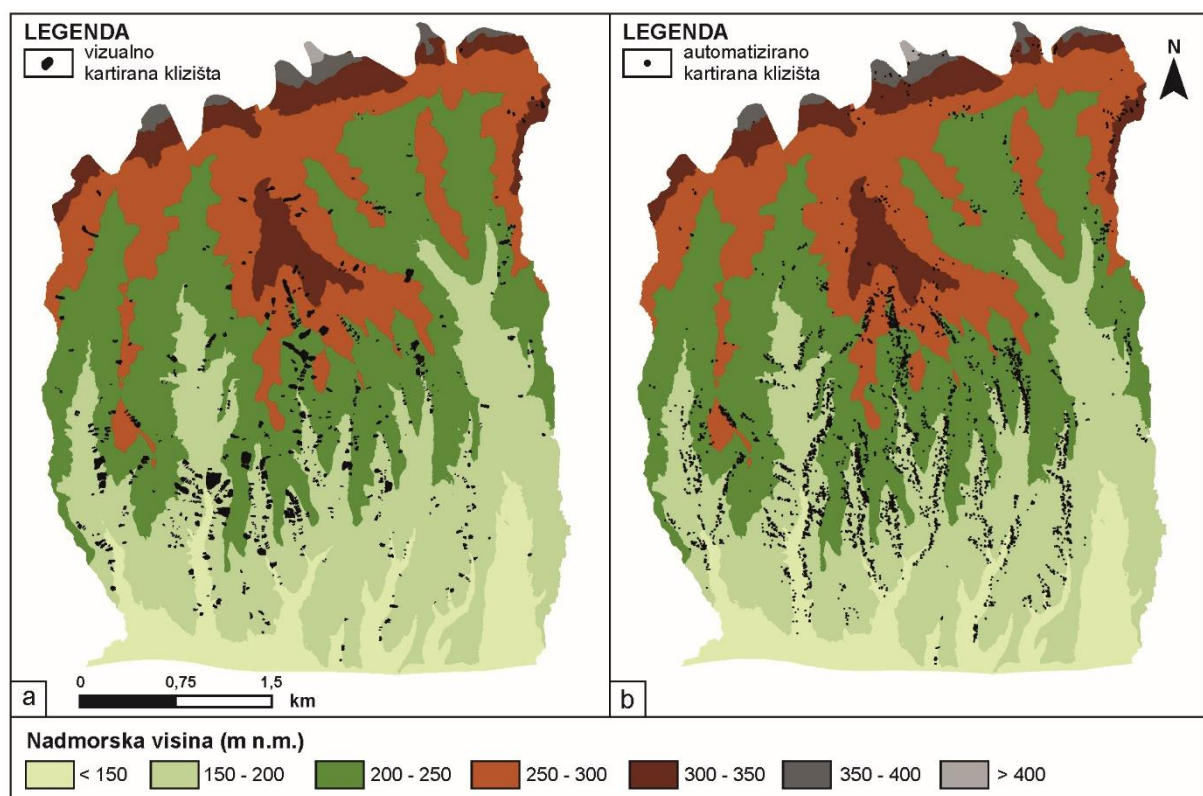 LEGENDA
vizualno
kartirana klizišta
a
0 0,75 1,5
km
LEGENDA
automatizirano
kartirana klizišta
N
b
Nadmorska visina (m n.m.)
< 150 150 - 200 200 - 250 250 - 300 300 - 350 350 - 400 > 400